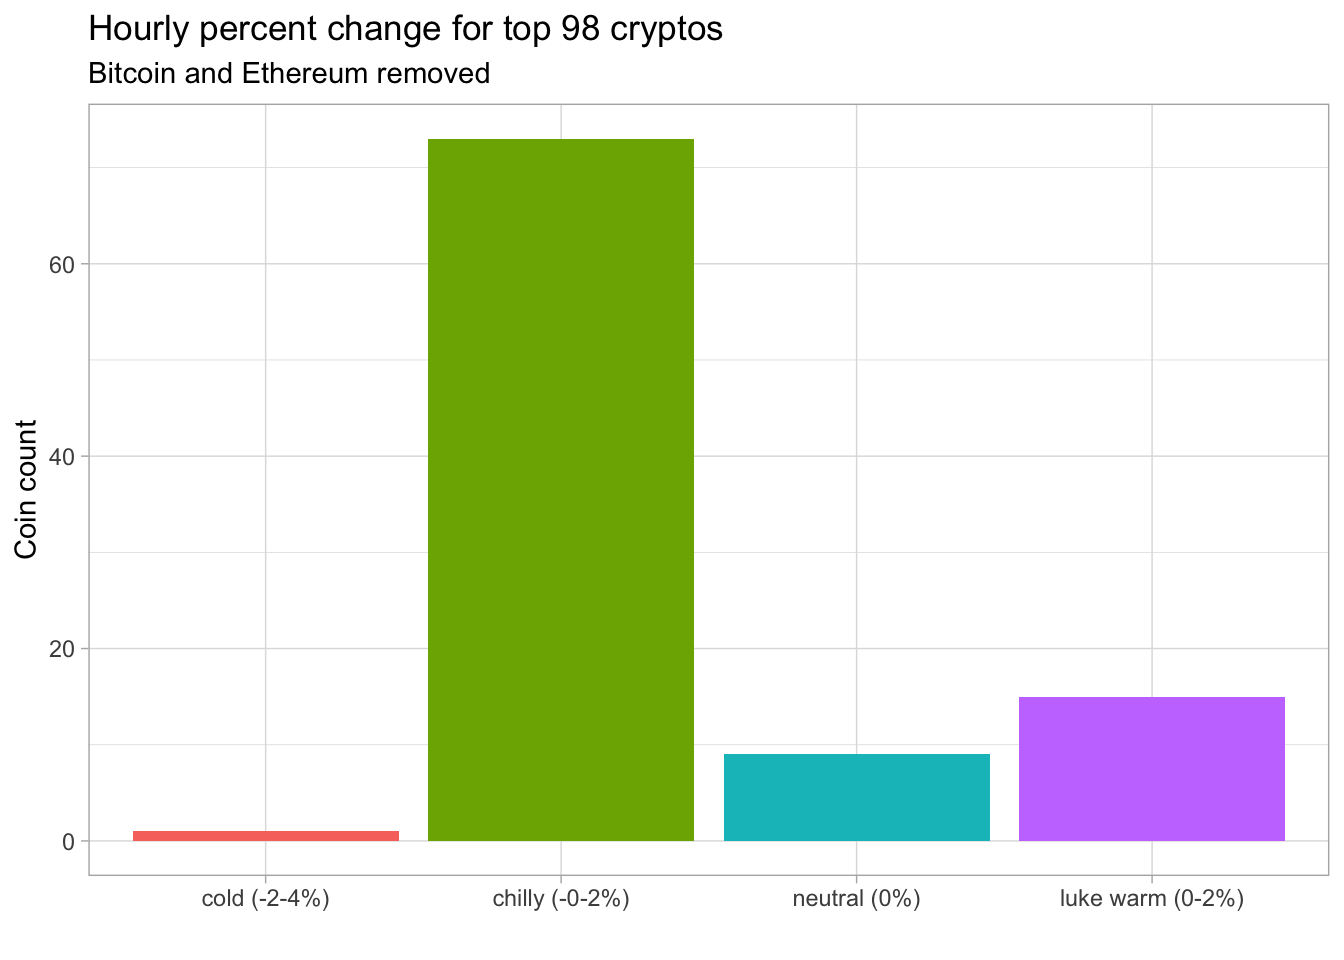 Hourly percent change for top 98 cryptos
Bitcoin and Ethereum removed
Coin count
60
40
20
0
cold (-2-4%)
chilly (-0-2%)
neutral (0%)
luke warm (0-2%)